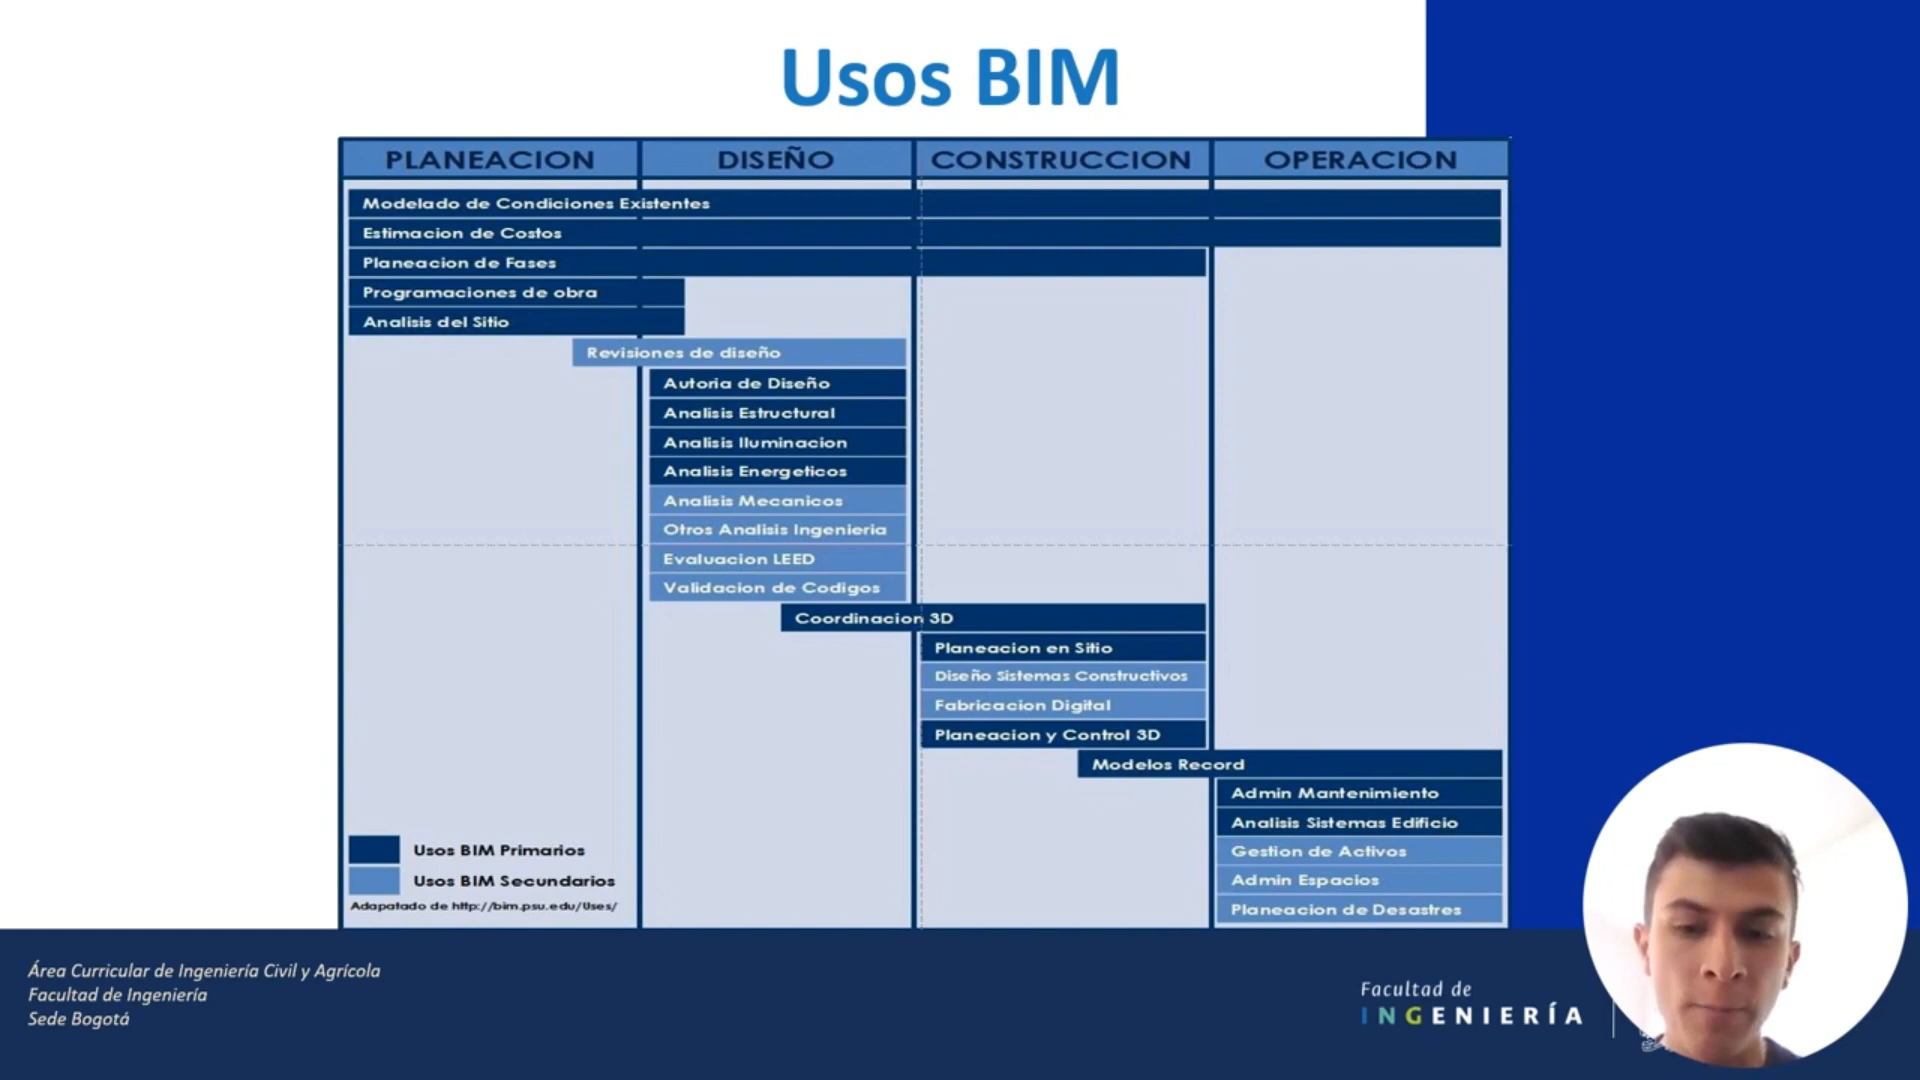 Usos BIM
PLANEACION
DISEÑO
CONSTRUCCION
OPERACION
Modelado de Condiciones Existentes
Estimacion de Costos
Planeacion de Fases
Programaciones de obra
Analisis del Sitio
Revisiones de diseño
Autoria de Diseño
Analisis Estructural
Analisis Iluminacion
Analisis Energeticos
Analisis Mecanicos
Otros Analisis Ingenieria
Evaluacion LEED
Validacion de Codigos
Coordinacion 3D
Planeacion en Sitio
Diseño Sistemas Constructivos
Fabricacion Digital
Planeacion y Control 3D
Modelos Record
Admin Mantenimiento
Analisis Sistemas Edificio
Gestion de Activos
Admin Espacios
Planeacion de Desastres
Usos BIM Primarios
Usos BIM Secundarios
Adapatado de http://bim.psu.edu/Uses/
Área Curricular de Ingeniería Civil y Agrícola
Facultad de Ingeniería
Sede Bogotá
Facultad de
INGENIERÍA